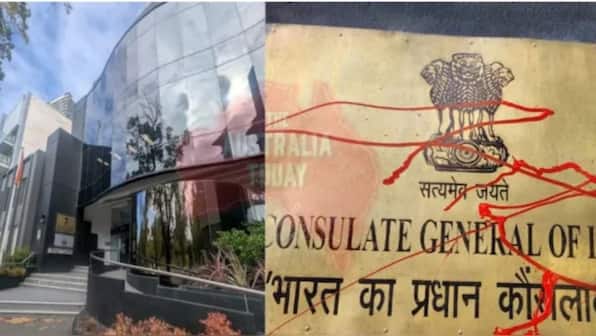 THE
AUSTRALIA
TODAY
सत्यमेव जयते
CONSULATE GENERAL OF I
भारत का प्रधान कौंसलाव